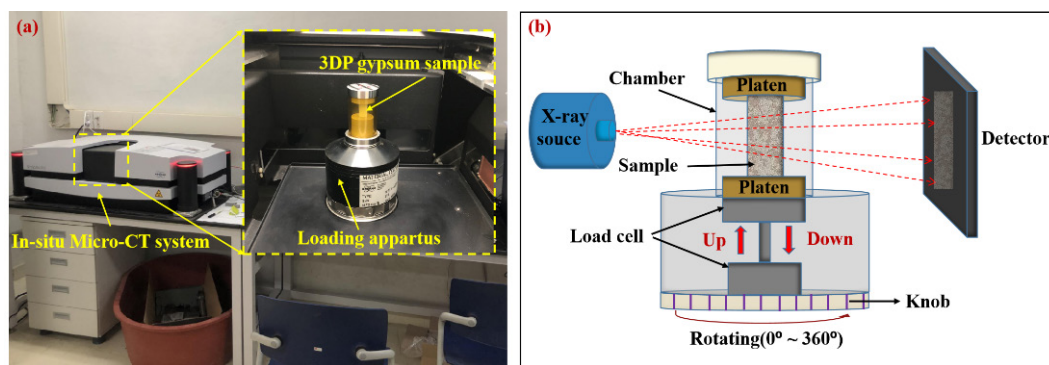 (a)
3DP gypsum sample
In-situ Micro-CT system
Loading appartus
(b)
Chamber
Platen
X-ray
souce
Detector
Sample
Platen
Load cell
Up
Down
Knob
Rotating(0º ~ 360º)